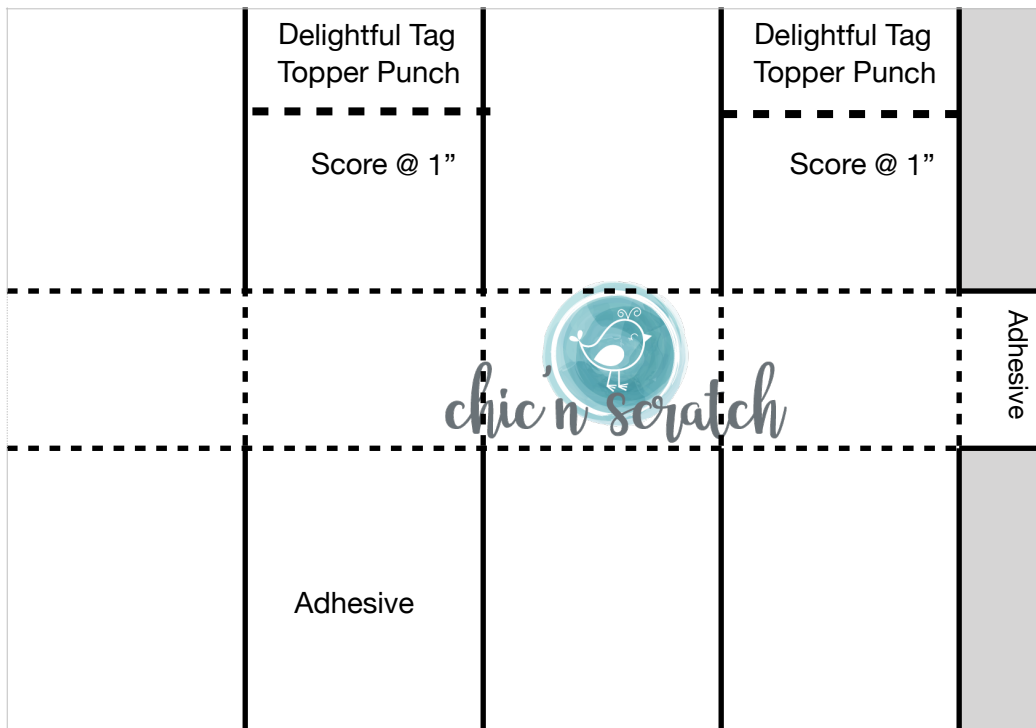 Delightful Tag
Topper Punch
Delightful Tag
Topper Punch
Score @ 1”
Score @ 1”
Adhesive
chic'n scratch
Adhesive